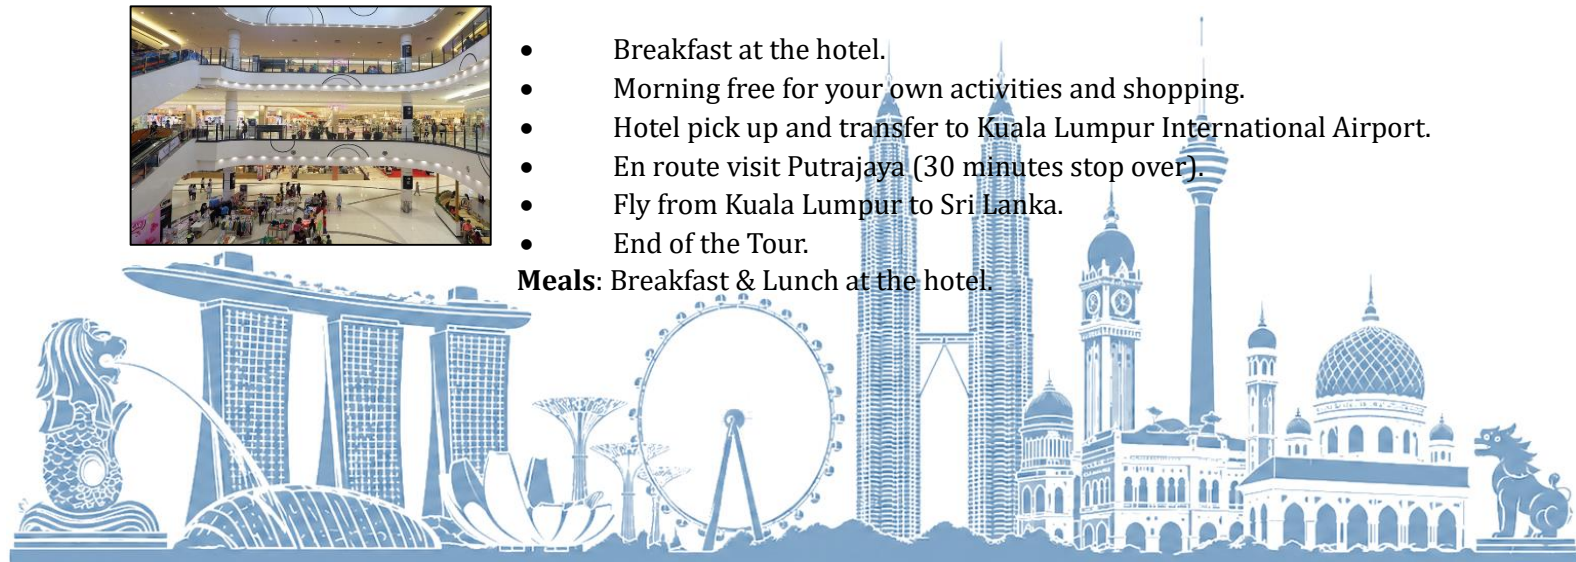 • Breakfast at the hotel.
• Morning free for your own activities and shopping.
• Hotel pick up and transfer to Kuala Lumpur International Airport.
• En route visit Putrajaya (30 minutes stop over).
• Fly from Kuala Lumpur to Sri Lanka.
• End of the Tour.
Meals: Breakfast & Lunch at the hotel.